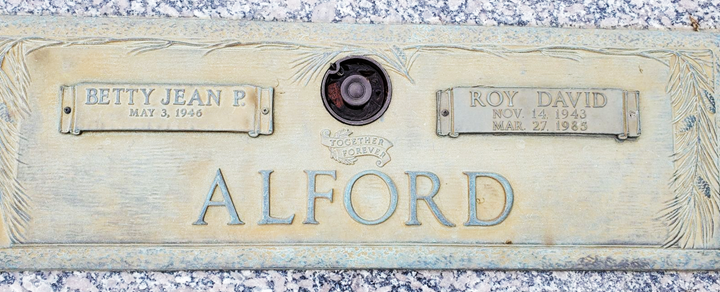 BETTY JEAN P.
MAY 3, 1946
ROY DAVID
NOV. 14, 1943
MAR. 27, 1985
TOGETHER
FOREVER
ALFORD